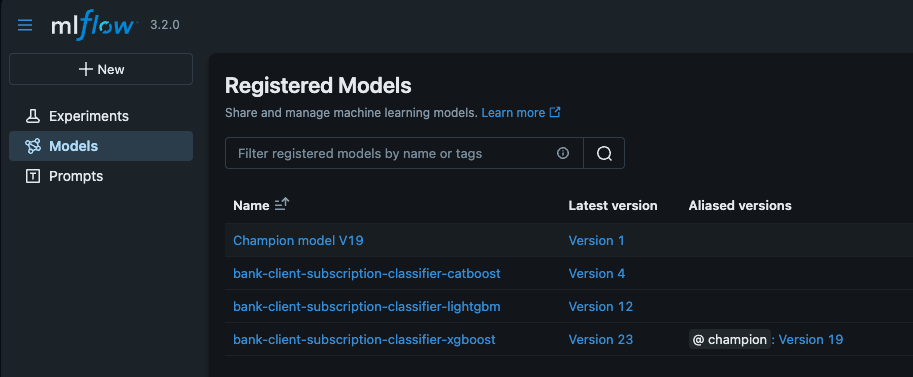 mlflow 3.2.0
+ New
Registered Models
Share and manage machine learning models. Learn more
Experiments
Models
Prompts
Filter registered models by name or tags
Name Latest version Aliased versions
Champion model V19 Version 1
bank-client-subscription-classifier-catboost Version 4
bank-client-subscription-classifier-lightgbm Version 12
bank-client-subscription-classifier-xgboost Version 23 @ champion : Version 19